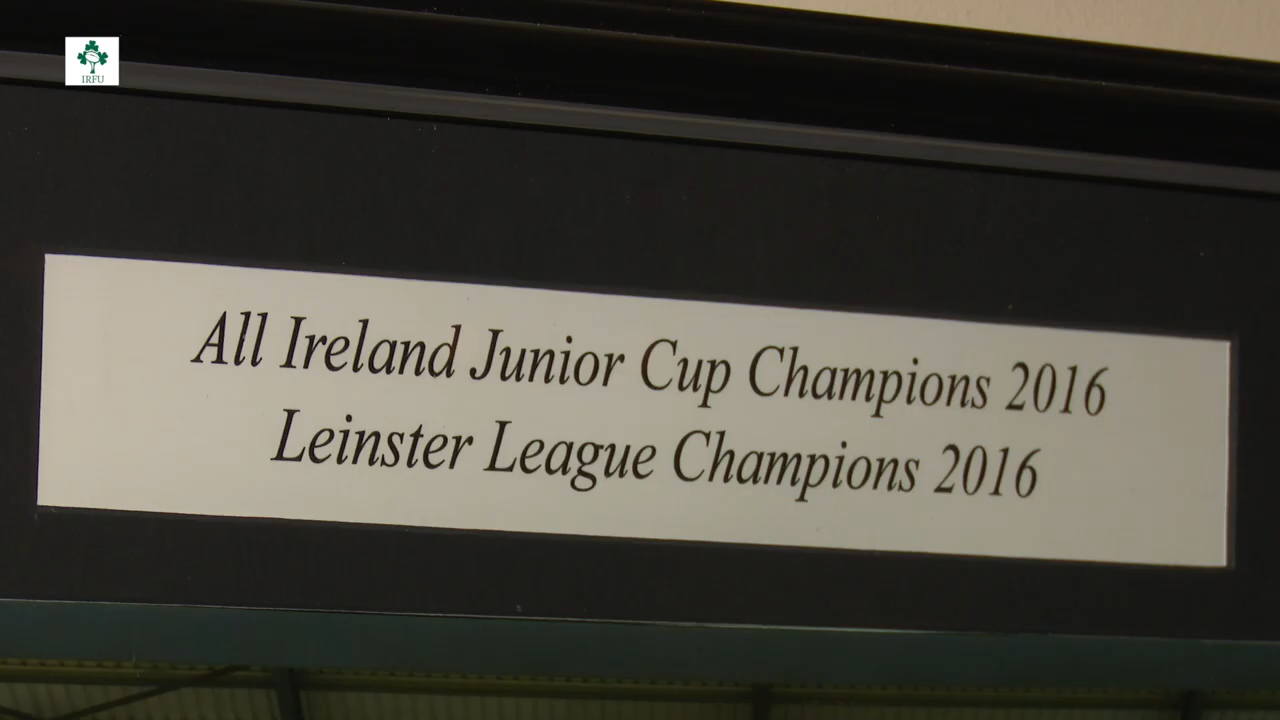 IRFU
All Ireland Junior Cup Champions 2016
Leinster League Champions 2016